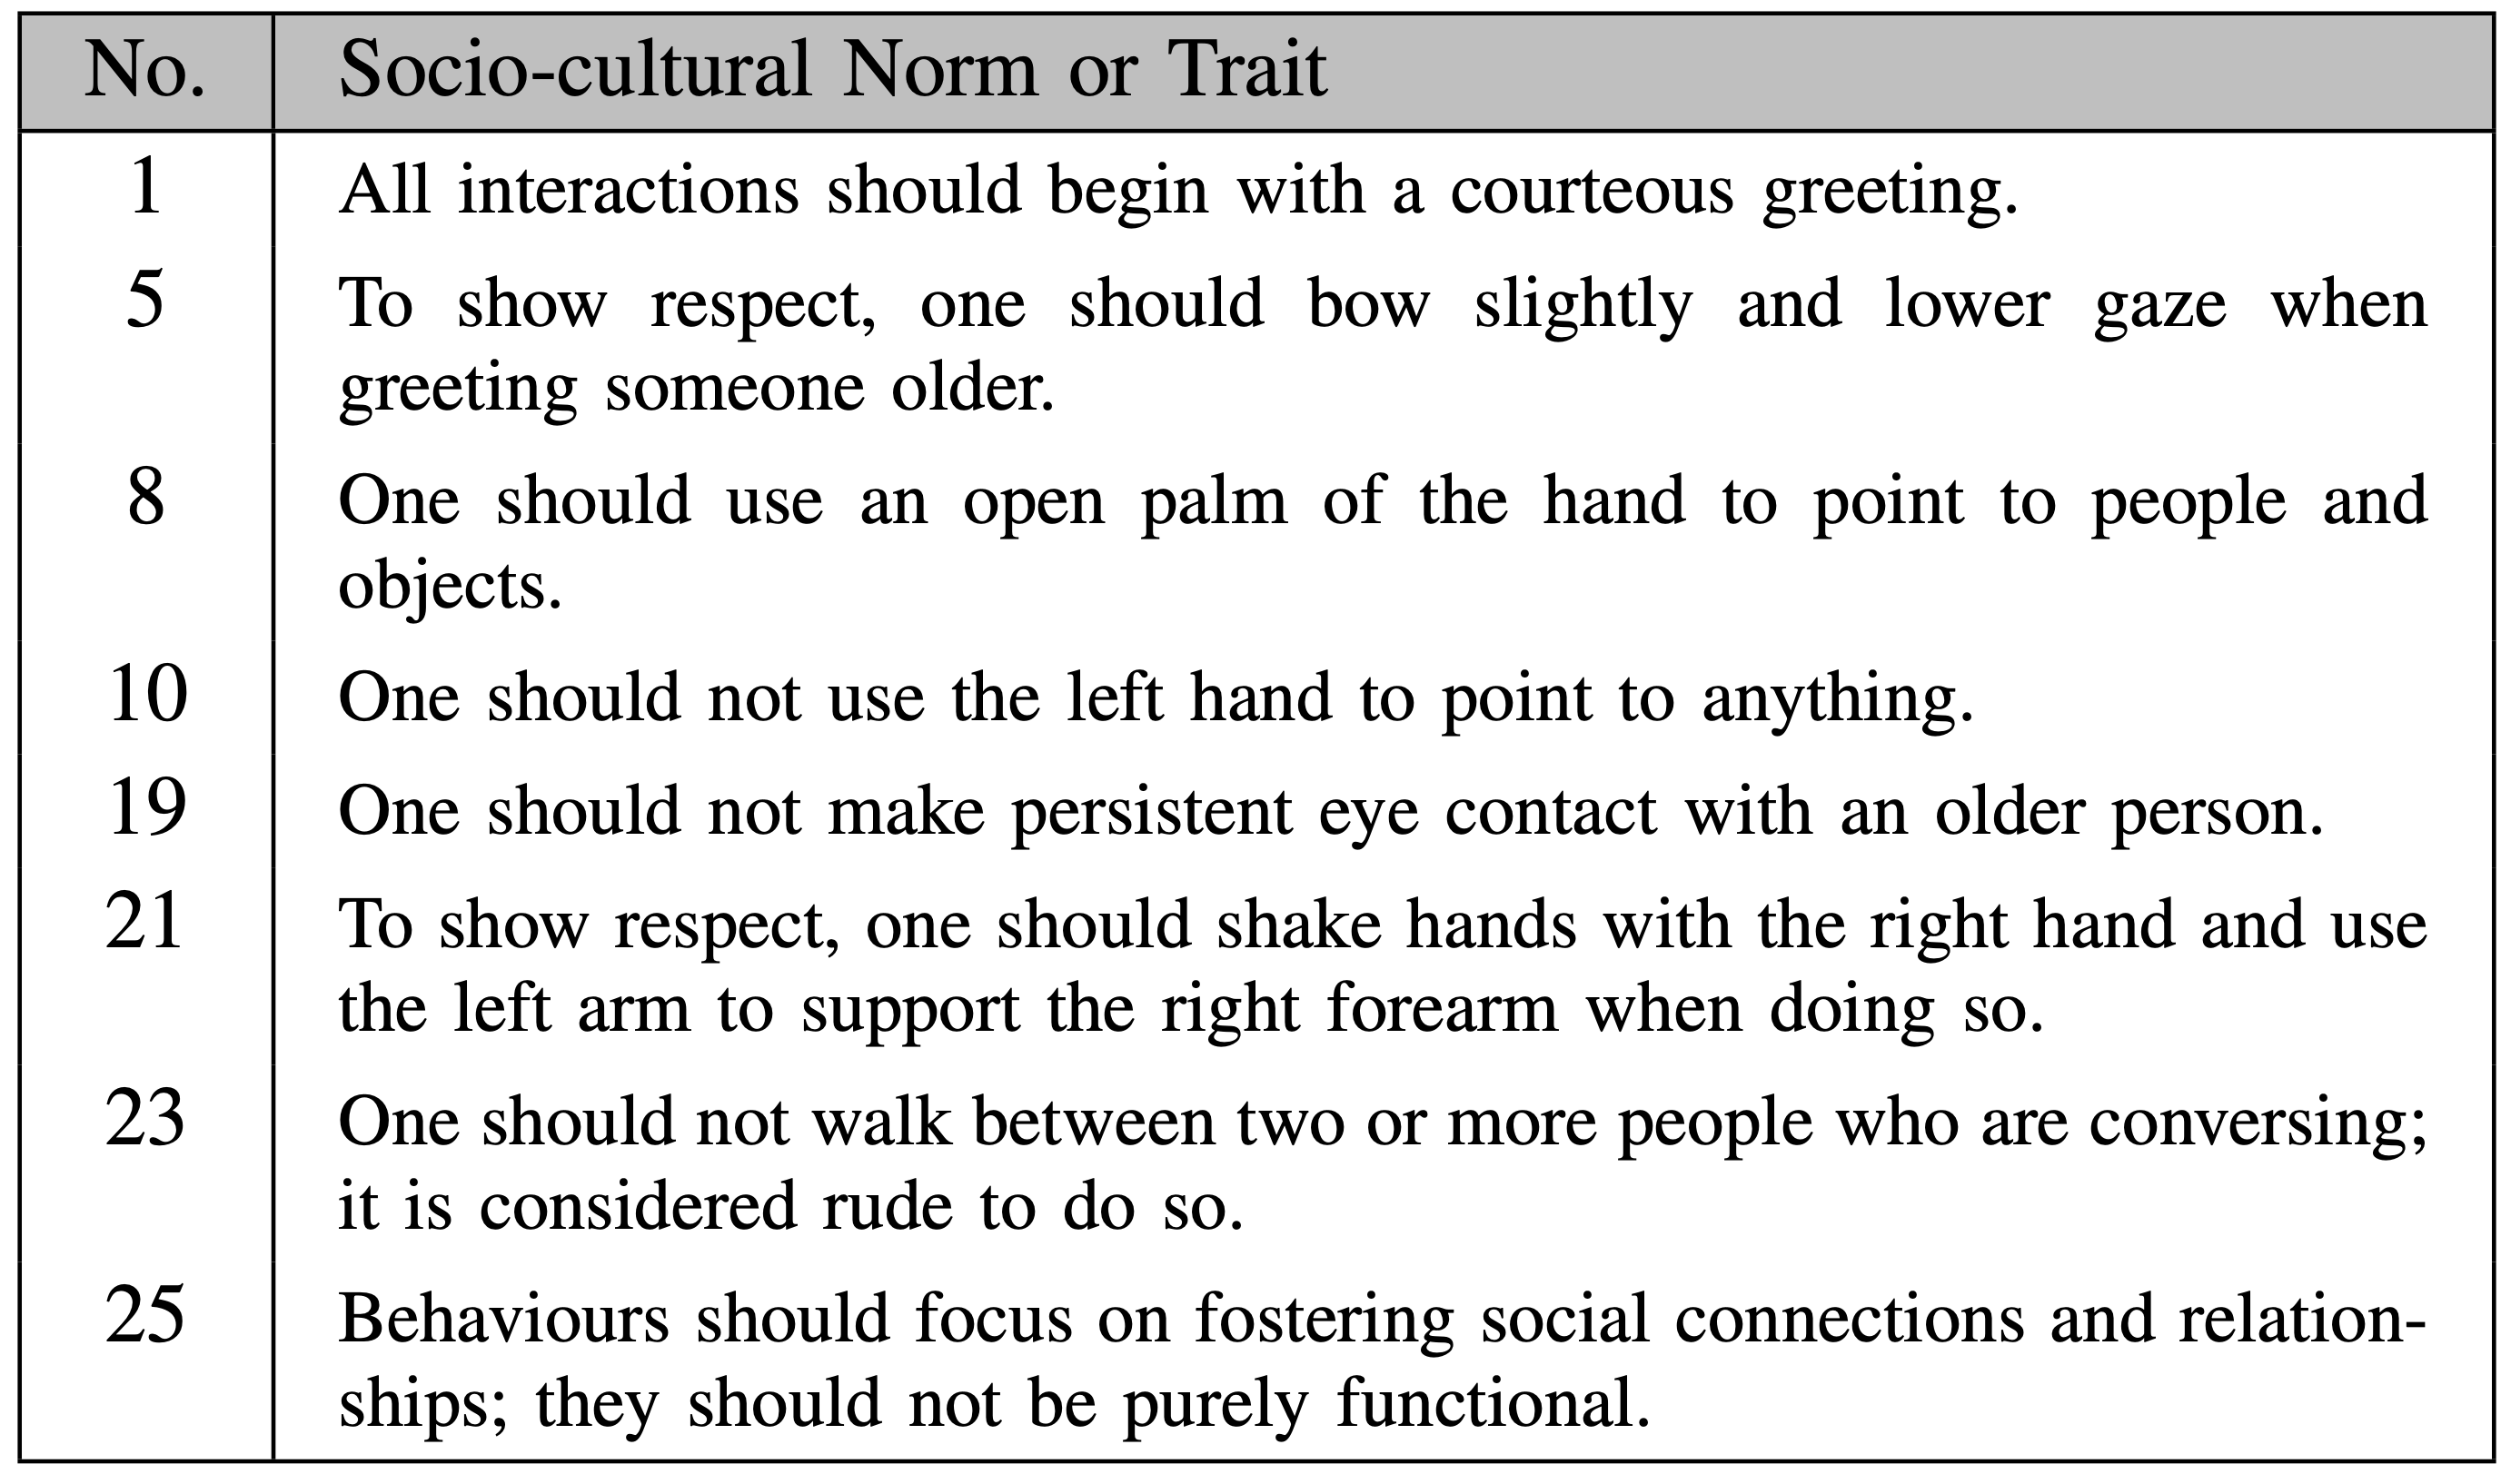 No. Socio-cultural Norm or Trait
1 All interactions should begin with a courteous greeting.
5 To show respect, one should bow slightly and lower gaze when
greeting someone older.
8 One should use an open palm of the hand to point to people and
objects.
10 One should not use the left hand to point to anything.
19 One should not make persistent eye contact with an older person.
21 To show respect, one should shake hands with the right hand and use
the left arm to support the right forearm when doing so.
23 One should not walk between two or more people who are conversing;
it is considered rude to do so.
25 Behaviours should focus on fostering social connections and relation-
ships; they should not be purely functional.